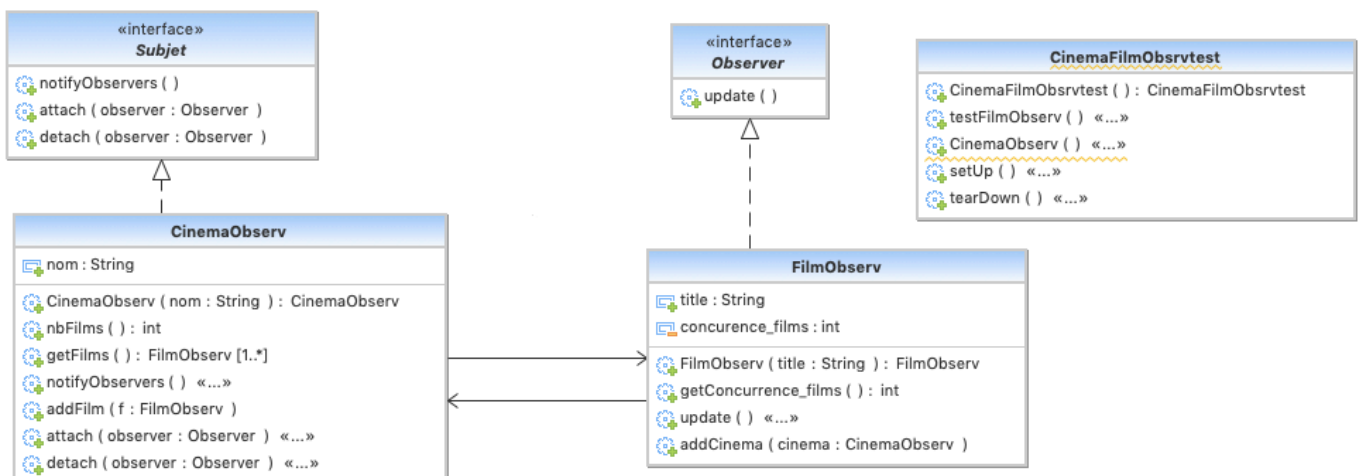 «interface»
Subjet
notifyObservers ( )
attach ( observer : Observer )
detach ( observer : Observer )
«interface»
Observer
update ( )
CinemaFilmObsrvtest
CinemaFilmObsrvtest ( ) : CinemaFilmObsrvtest
testFilmObserv ( ) «...»
CinemaObserv ( ) «...»
setUp ( ) «...»
tearDown ( ) «...»
CinemaObserv
nom : String
CinemaObserv ( nom : String ) : CinemaObserv
nbFilms ( ) : int
getFilms ( ) : FilmObserv [1..*]
notifyObservers ( ) «...»
addFilm ( f : FilmObserv )
attach ( observer : Observer ) «...»
detach ( observer : Observer ) «...»
FilmObserv
title : String
concurence_films : int
FilmObserv ( title : String ) : FilmObserv
getConcurrence_films ( ) : int
update ( ) «...»
addCinema ( cinema : CinemaObserv )